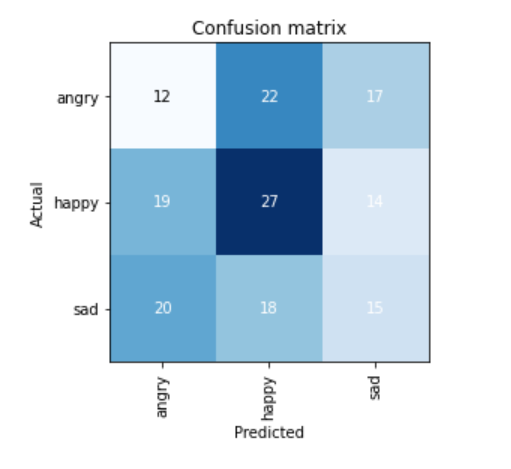 Confusion matrix
angry 12 22 17
happy 19 27 14
sad 20 18 15
Actual
angry happy sad
Predicted